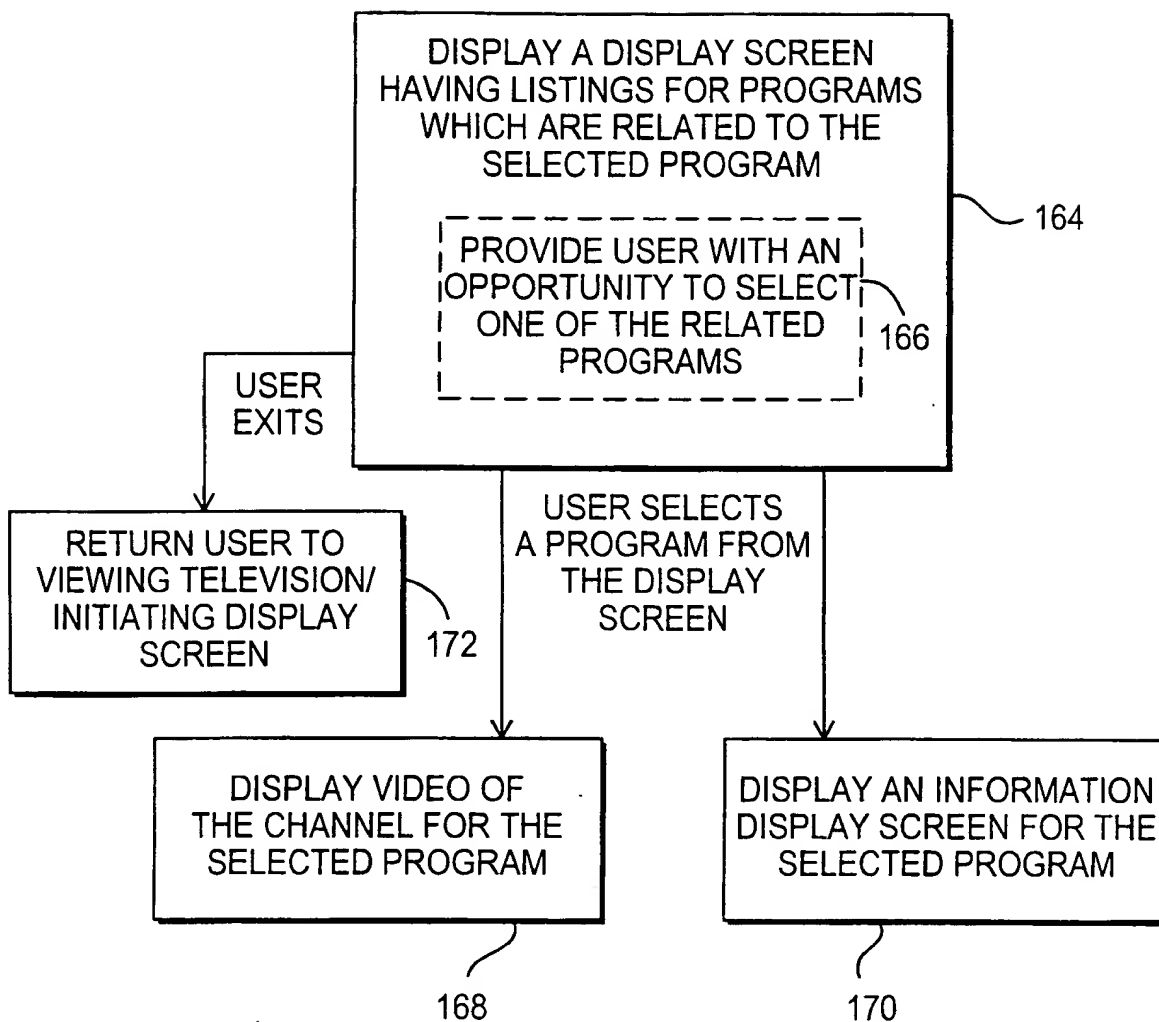 DISPLAY A DISPLAY SCREEN
HAVING LISTINGS FOR PROGRAMS
WHICH ARE RELATED TO THE
SELECTED PROGRAM
164
PROVIDE USER WITH AN
OPPORTUNITY TO SELECT
ONE OF THE RELATED
PROGRAMS
166
USER
EXITS
RETURN USER TO
VIEWING TELEVISION/
INITIATING DISPLAY
SCREEN
172
USER SELECTS
A PROGRAM FROM
THE DISPLAY
SCREEN
DISPLAY VIDEO OF
THE CHANNEL FOR THE
SELECTED PROGRAM
168
DISPLAY AN INFORMATION
DISPLAY SCREEN FOR THE
SELECTED PROGRAM
170